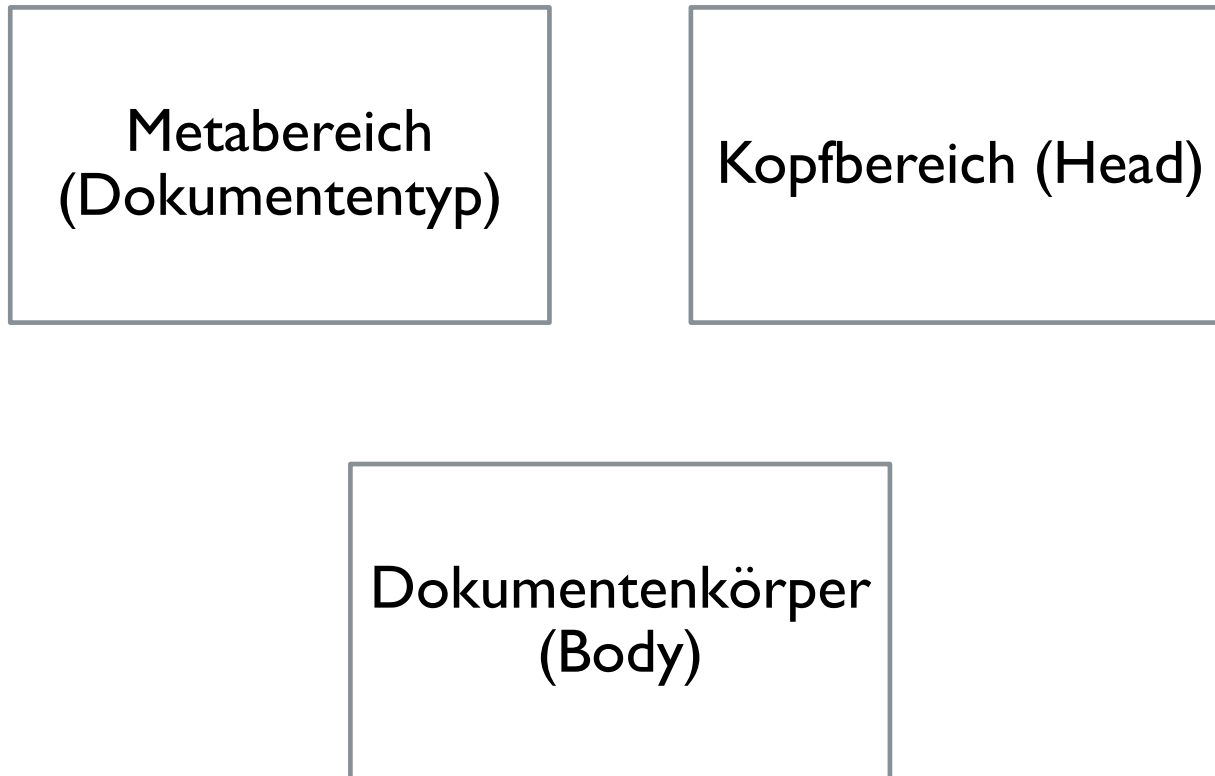 Metabereich
(Dokumententyp)
Kopfbereich (Head)
Dokumentenkörper
(Body)